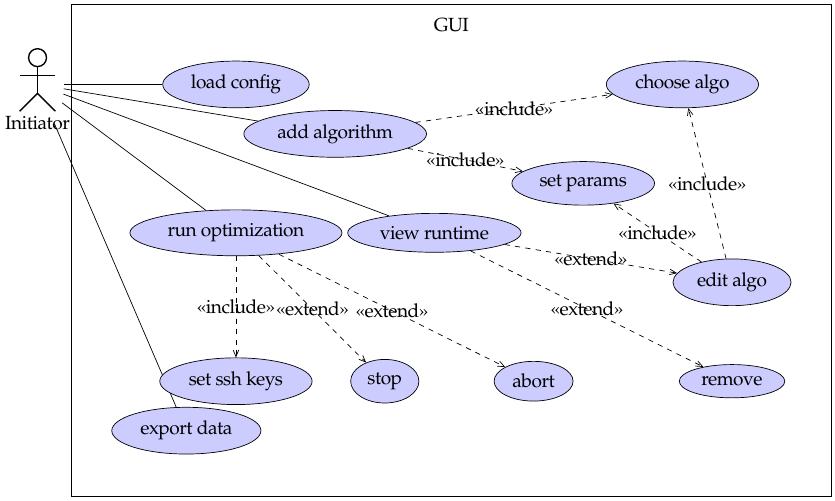 GUI
load config
choose algo
«include»
Initiator
add algorithm
«include»
set params
«include»
run optimization
view runtime
«include»
«extend»
edit algo
«include»
«extend»
«extend»
«extend»
set ssh keys
stop
abort
remove
export data